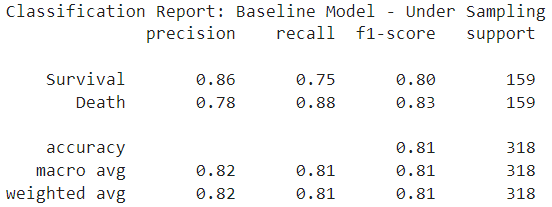 Classification Report: Baseline Model - Under Sampling
precision recall f1-score support
Survival 0.86 0.75 0.80 159
Death 0.78 0.88 0.83 159
accuracy 0.81 318
macro avg 0.82 0.81 0.81 318
weighted avg 0.82 0.81 0.81 318